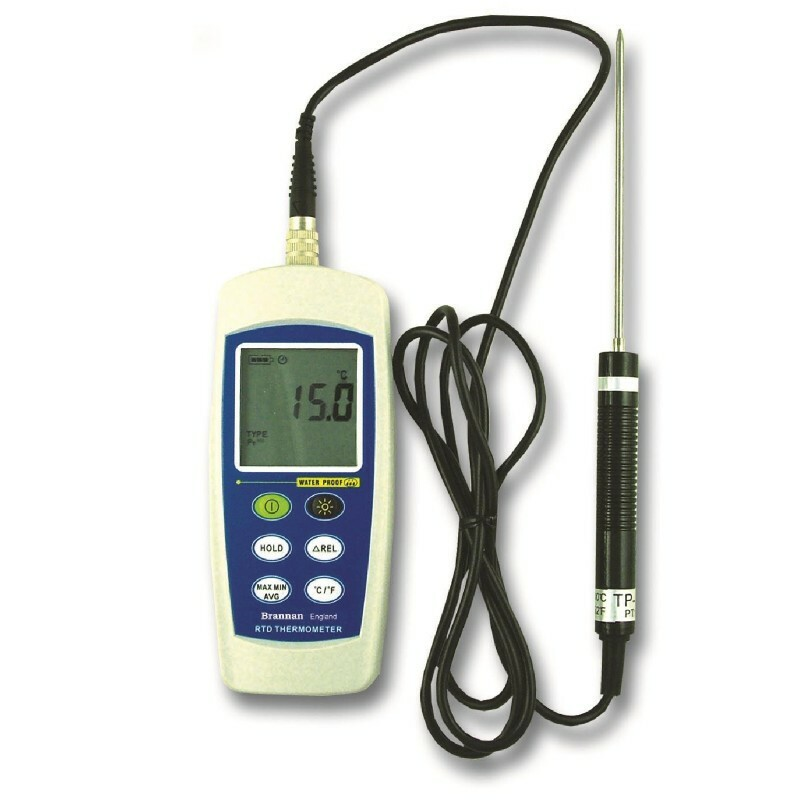 °C
15.0
TYPE
WATER PROOF
HOLD
△REL
MAX MIN
AVG
°C/°F
Brannan England
RTD THERMOMETER
TP-